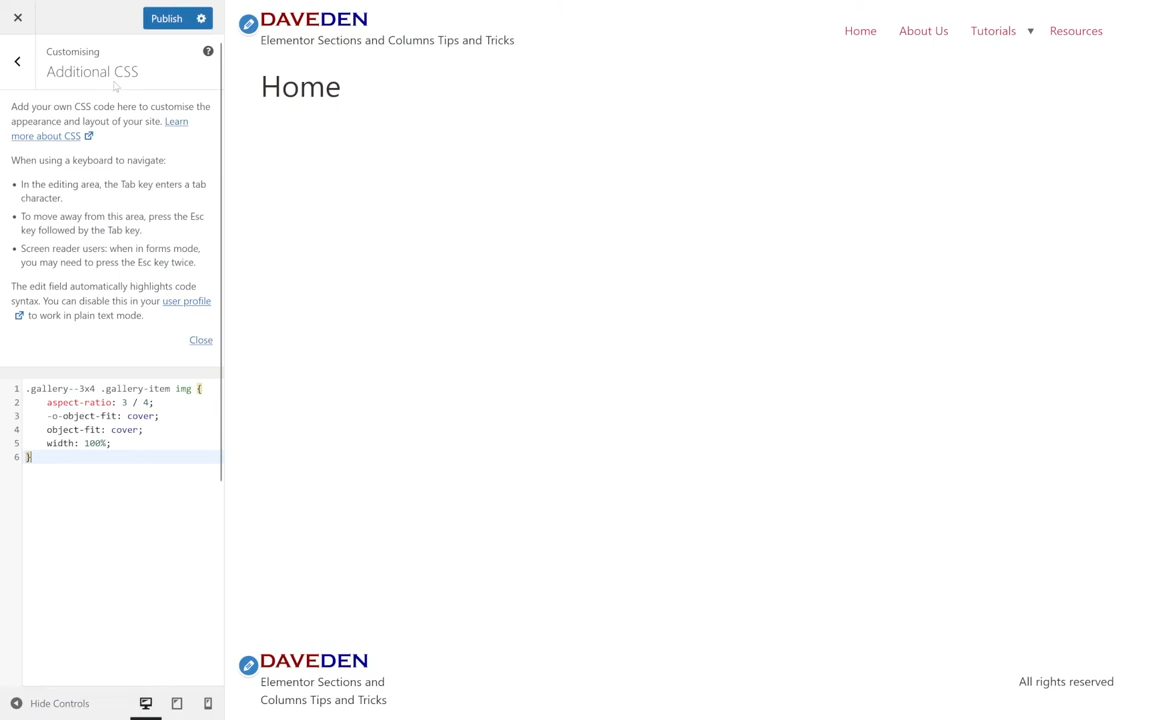 Publish
Customising
Additional CSS
Add your own CSS code here to customise the
appearance and layout of your site. Learn
more about CSS
When using a keyboard to navigate:
• In the editing area, the Tab key enters a tab
character.
• To move away from this area, press the Esc
key followed by the Tab key.
• Screen reader users: when in forms mode,
you may need to press the Esc key twice.
The edit field automatically highlights code
syntax. You can disable this in your user profile
to work in plain text mode.
Close
1 .gallery--3x4 .gallery-item img {
2 aspect-ratio: 3 / 4;
3 -o-object-fit: cover;
4 object-fit: cover;
5 width: 100%;
6 }
Hide Controls
DAVEDEN
Elementor Sections and Columns Tips and Tricks
Home About Us Tutorials ▼ Resources
Home
DAVEDEN
Elementor Sections and
Columns Tips and Tricks
All rights reserved